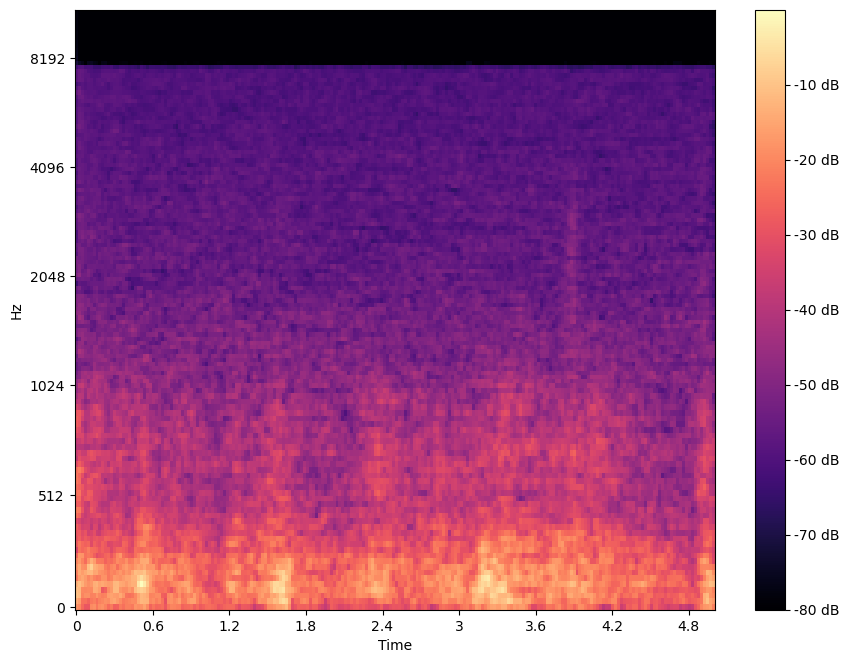 8192
4096
2048
1024
512
0
Hz
0 0.6 1.2 1.8 2.4 3 3.6 4.2 4.8
Time
-10 dB
-20 dB
-30 dB
-40 dB
-50 dB
-60 dB
-70 dB
-80 dB